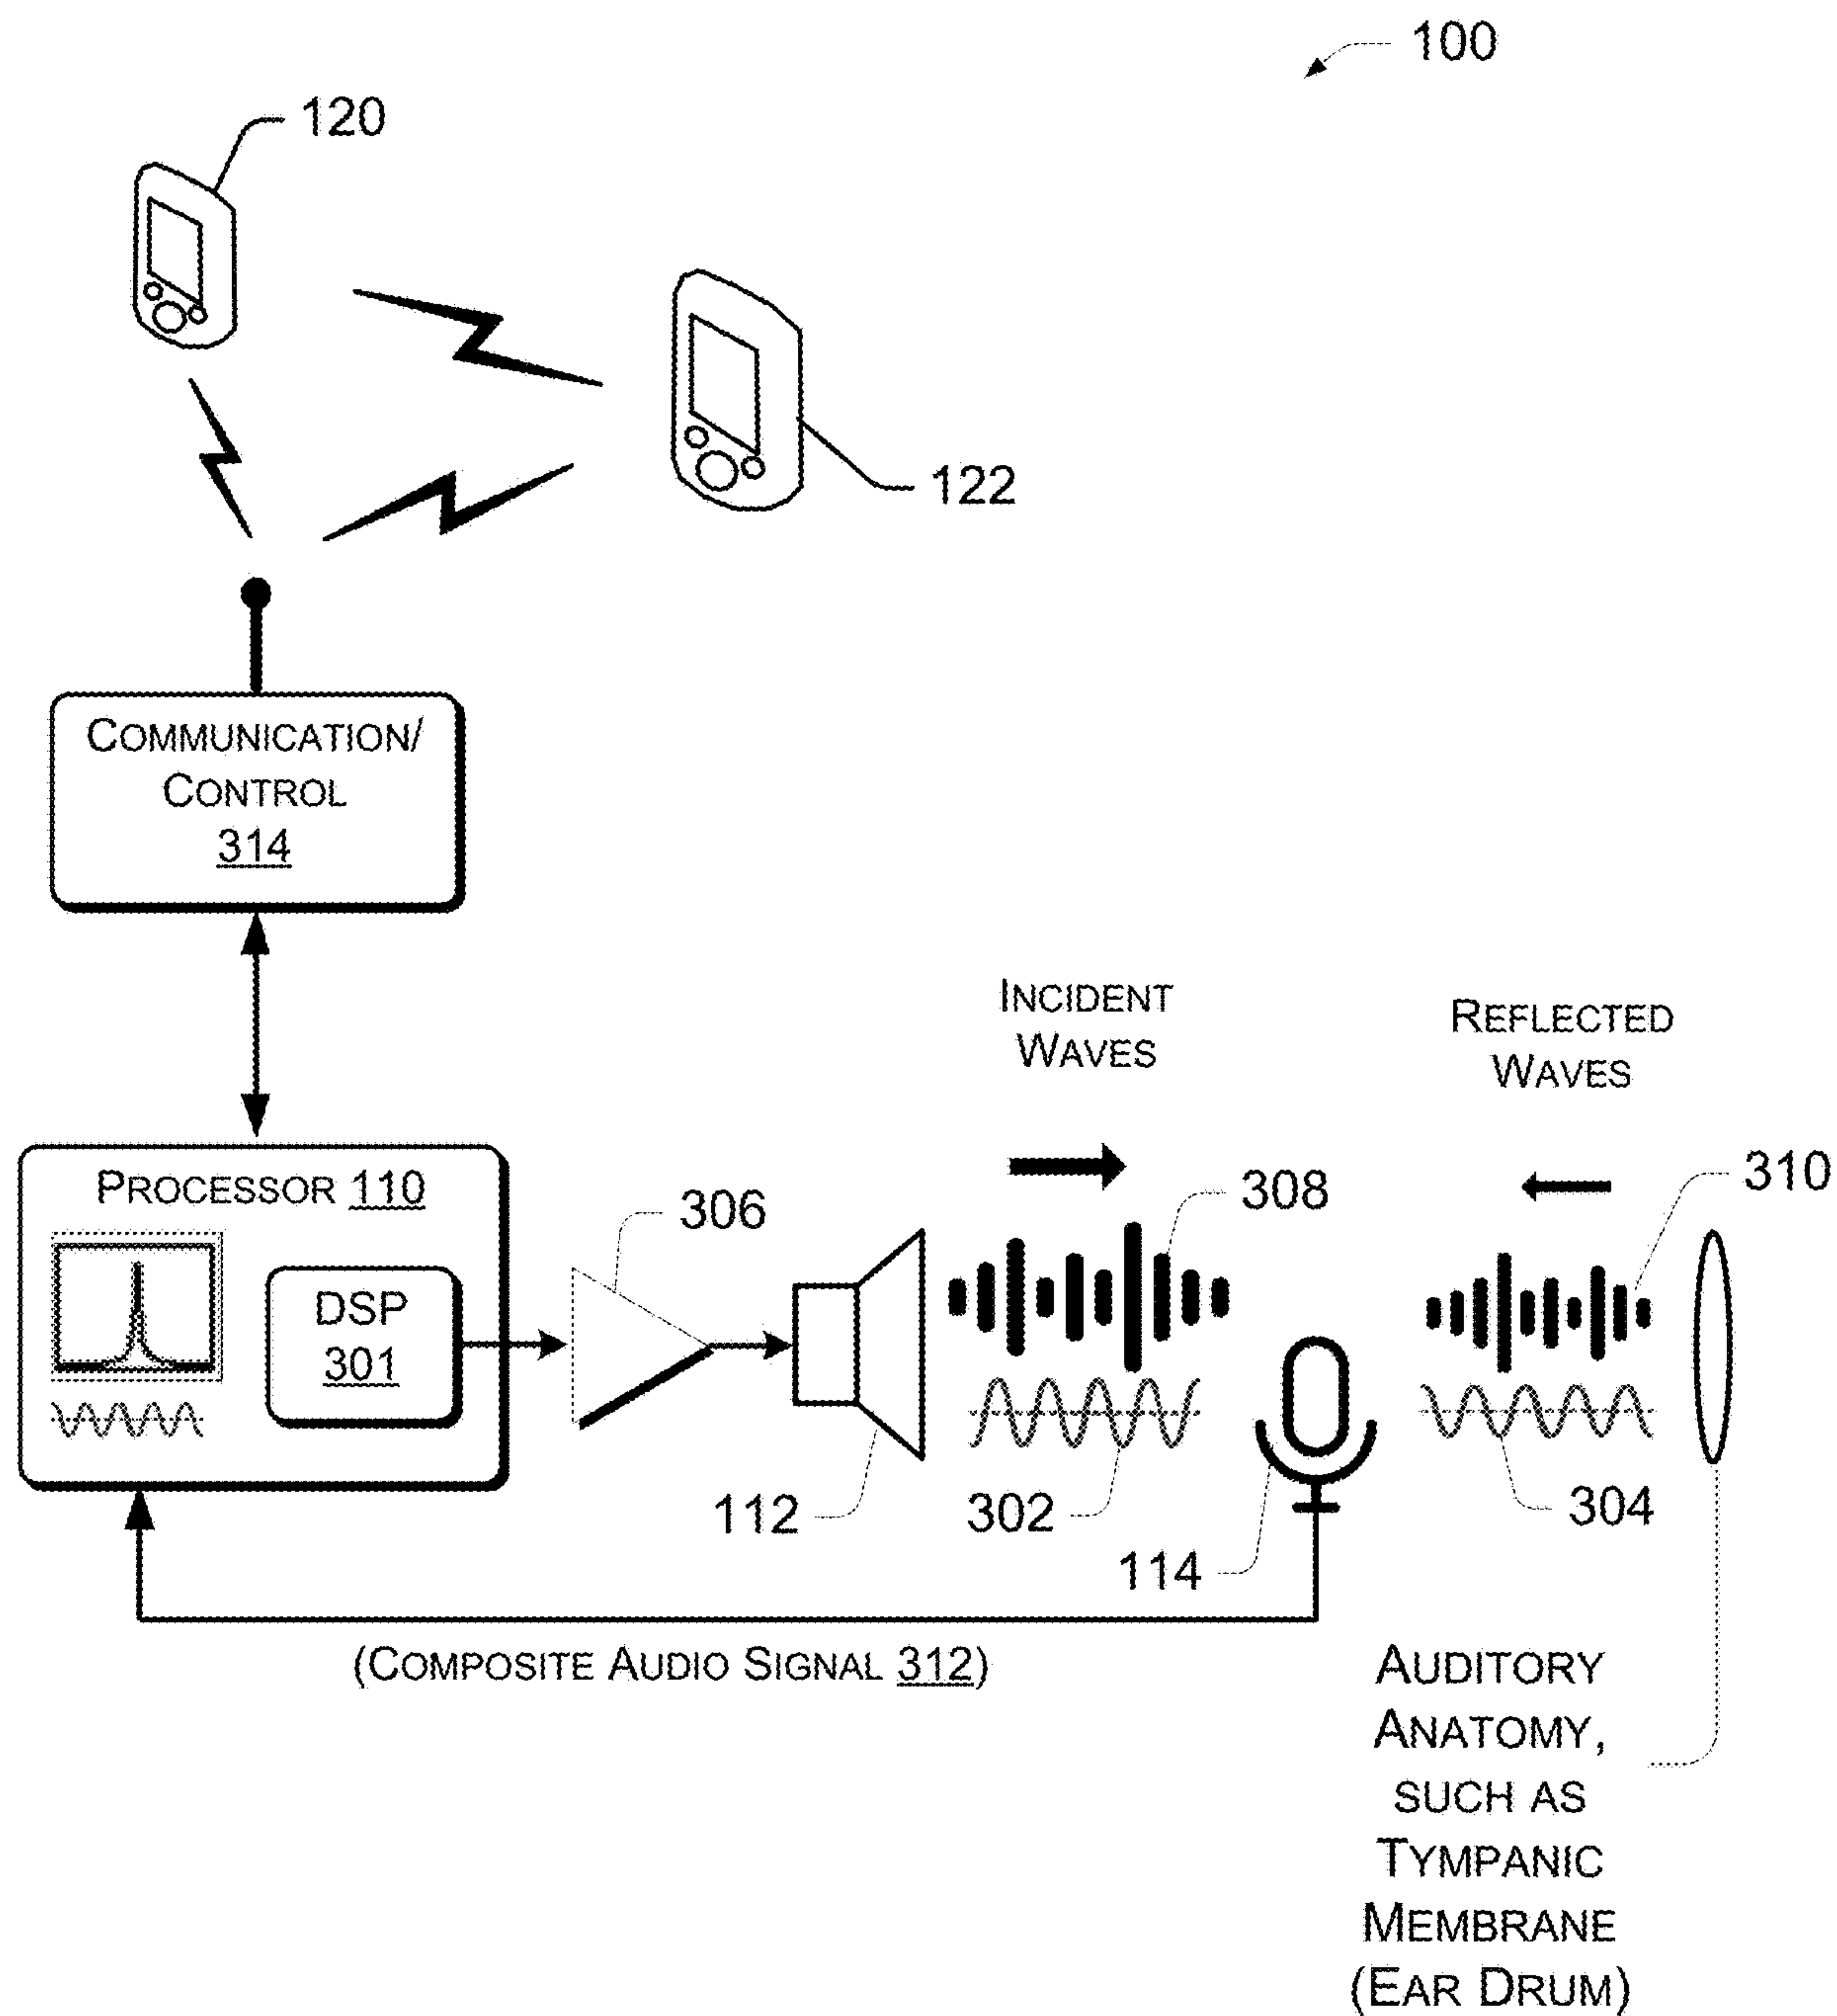 100
120
122
COMMUNICATION/
CONTROL
314
INCIDENT
WAVES
REFLECTED
WAVES
PROCESSOR 110
DSP
301
306
308
310
112
302
114
304
(COMPOSITE AUDIO SIGNAL 312)
AUDITORY
ANATOMY,
SUCH AS
TYMPANIC
MEMBRANE
(EAR DRUM)